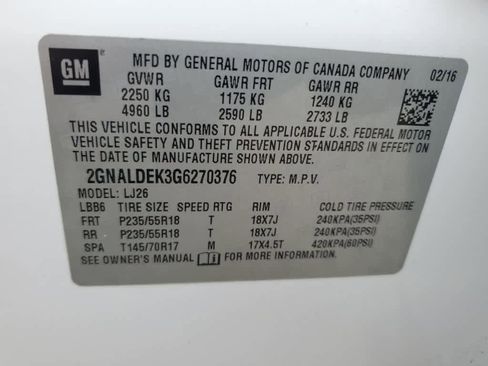 GM
MFD BY GENERAL MOTORS OF CANADA COMPANY 02/16
GVWR GAWR FRT GAWR RR
2250 KG 1175 KG 1240 KG
4960 LB 2590 LB 2733 LB
THIS VEHICLE CONFORMS TO ALL APPLICABLE U.S. FEDERAL MOTOR
VEHICLE SAFETY AND THEFT PREVENTION STANDARDS IN EFFECT ON
THE DATE OF MANUFACTURE SHOWN ABOVE.
2GNALDEK3G6270376 TYPE: M.P.V.
MODEL: LJ26
LBB6 TIRE SIZE SPEED RTG RIM COLD TIRE PRESSURE
FRT P235/55R18 T 18X7J 240KPA(35PSI)
RR P235/55R18 T 18X7J 240KPA(35PSI)
SPA T145/70R17 M 17X4.5T 420KPA(60PSI)
SEE OWNER'S MANUAL FOR MORE INFORMATION.